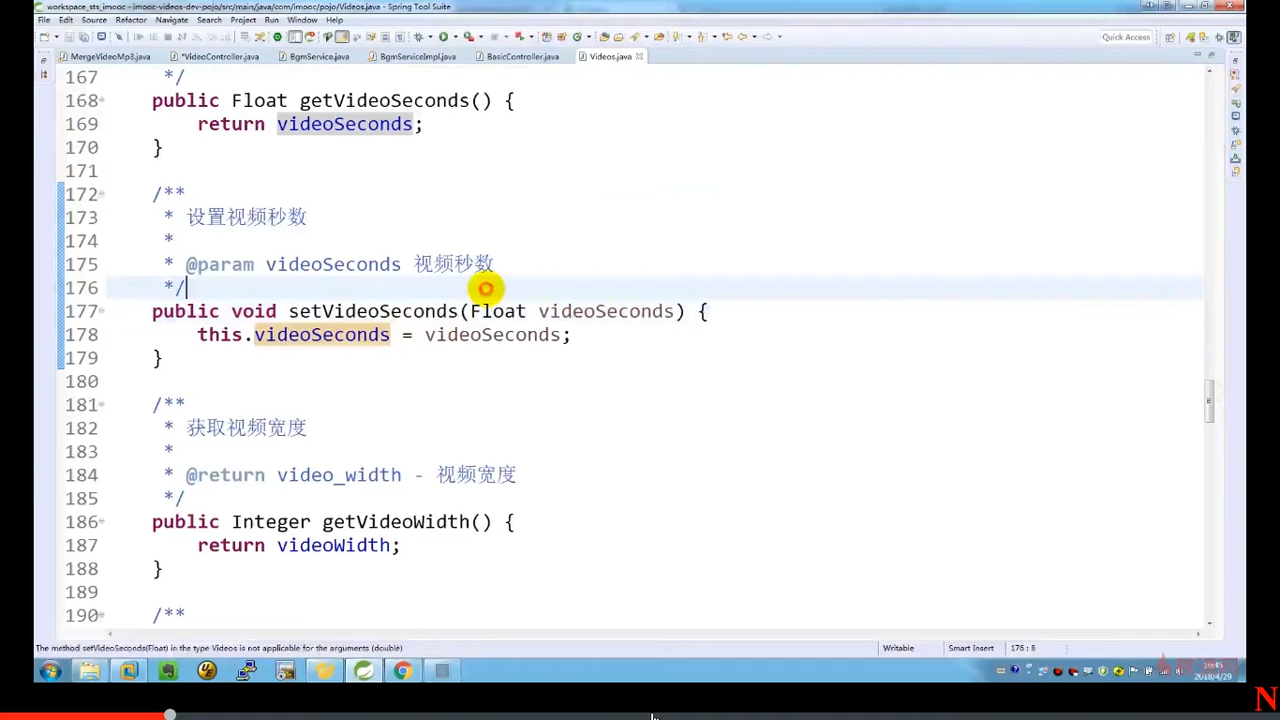 workspace_sts_imooc - imooc-videos-dev-pojo/src/main/java/com/imooc/pojo/Videos.java - Spring Tool Suite
File Edit Source Refactor Navigate Search Project Run Window Help
Quick Access
MergeVideoMp3.java *VideoController.java BgmService.java BgmServiceImpl.java BasicController.java Videos.java
167 */
168 public Float getVideoSeconds() {
169 return videoSeconds;
170 }
171
172 /**
173 * 设置视频秒数
174 *
175 * @param videoSeconds 视频秒数
176 */
177 public void setVideoSeconds(Float videoSeconds) {
178 this.videoSeconds = videoSeconds;
179 }
180
181 /**
182 * 获取视频宽度
183 *
184 * @return video_width - 视频宽度
185 */
186 public Integer getVideoWidth() {
187 return videoWidth;
188 }
189
190 /**
The method setVideoSeconds(Float) in the type Videos is not applicable for the arguments (double) Writable Smart Insert 176 : 8
16:45
2018/4/29
N